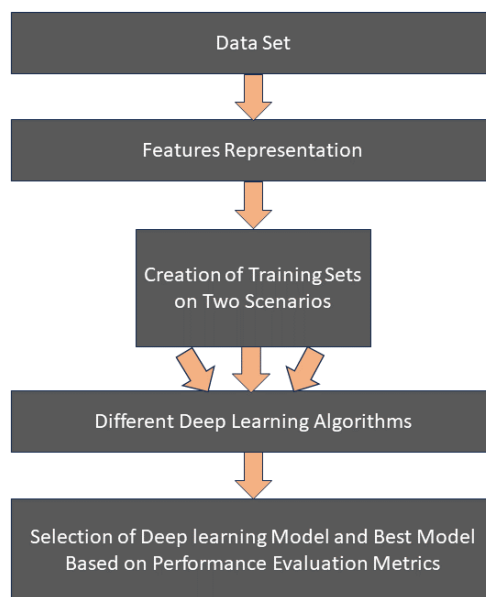 Data Set
Features Representation
Creation of Training Sets
on Two Scenarios
Different Deep Learning Algorithms
Selection of Deep learning Model and Best Model
Based on Performance Evaluation Metrics